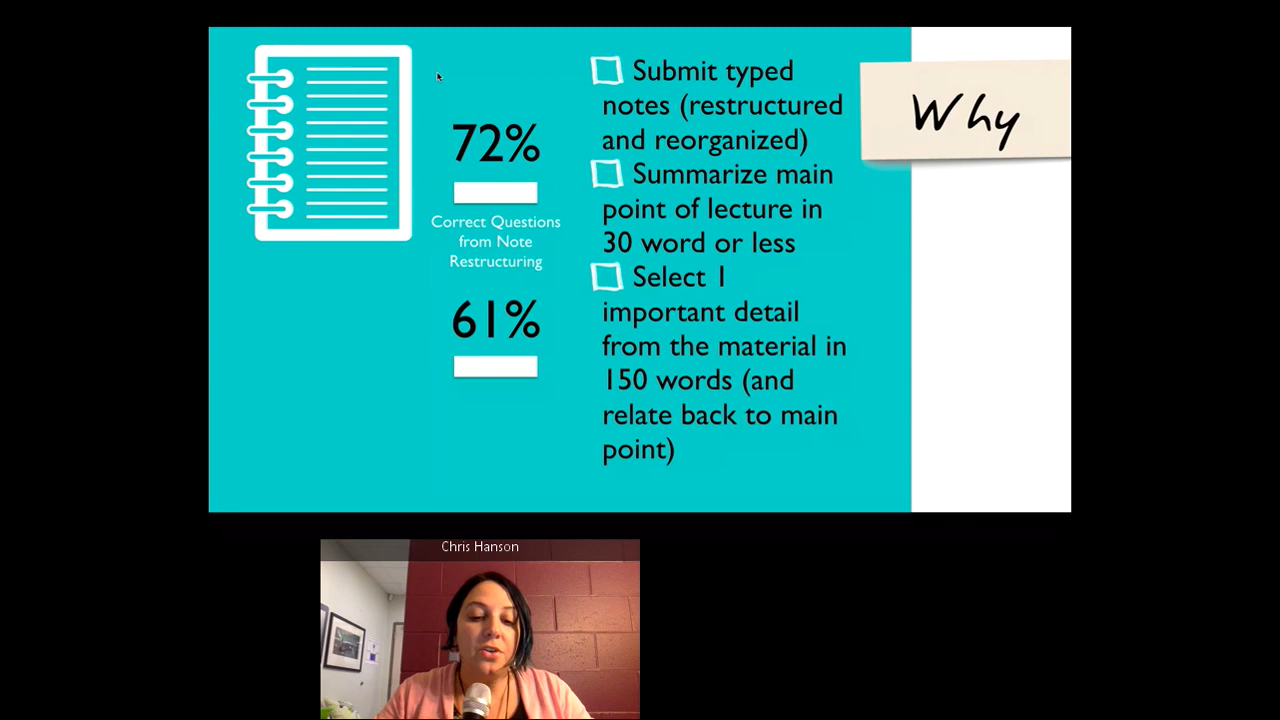 72%
Correct Questions
from Note
Restructuring
61%
Submit typed
notes (restructured
and reorganized)
Summarize main
point of lecture in
30 word or less
Select 1
important detail
from the material in
150 words (and
relate back to main
point)
Why
Chris Hanson